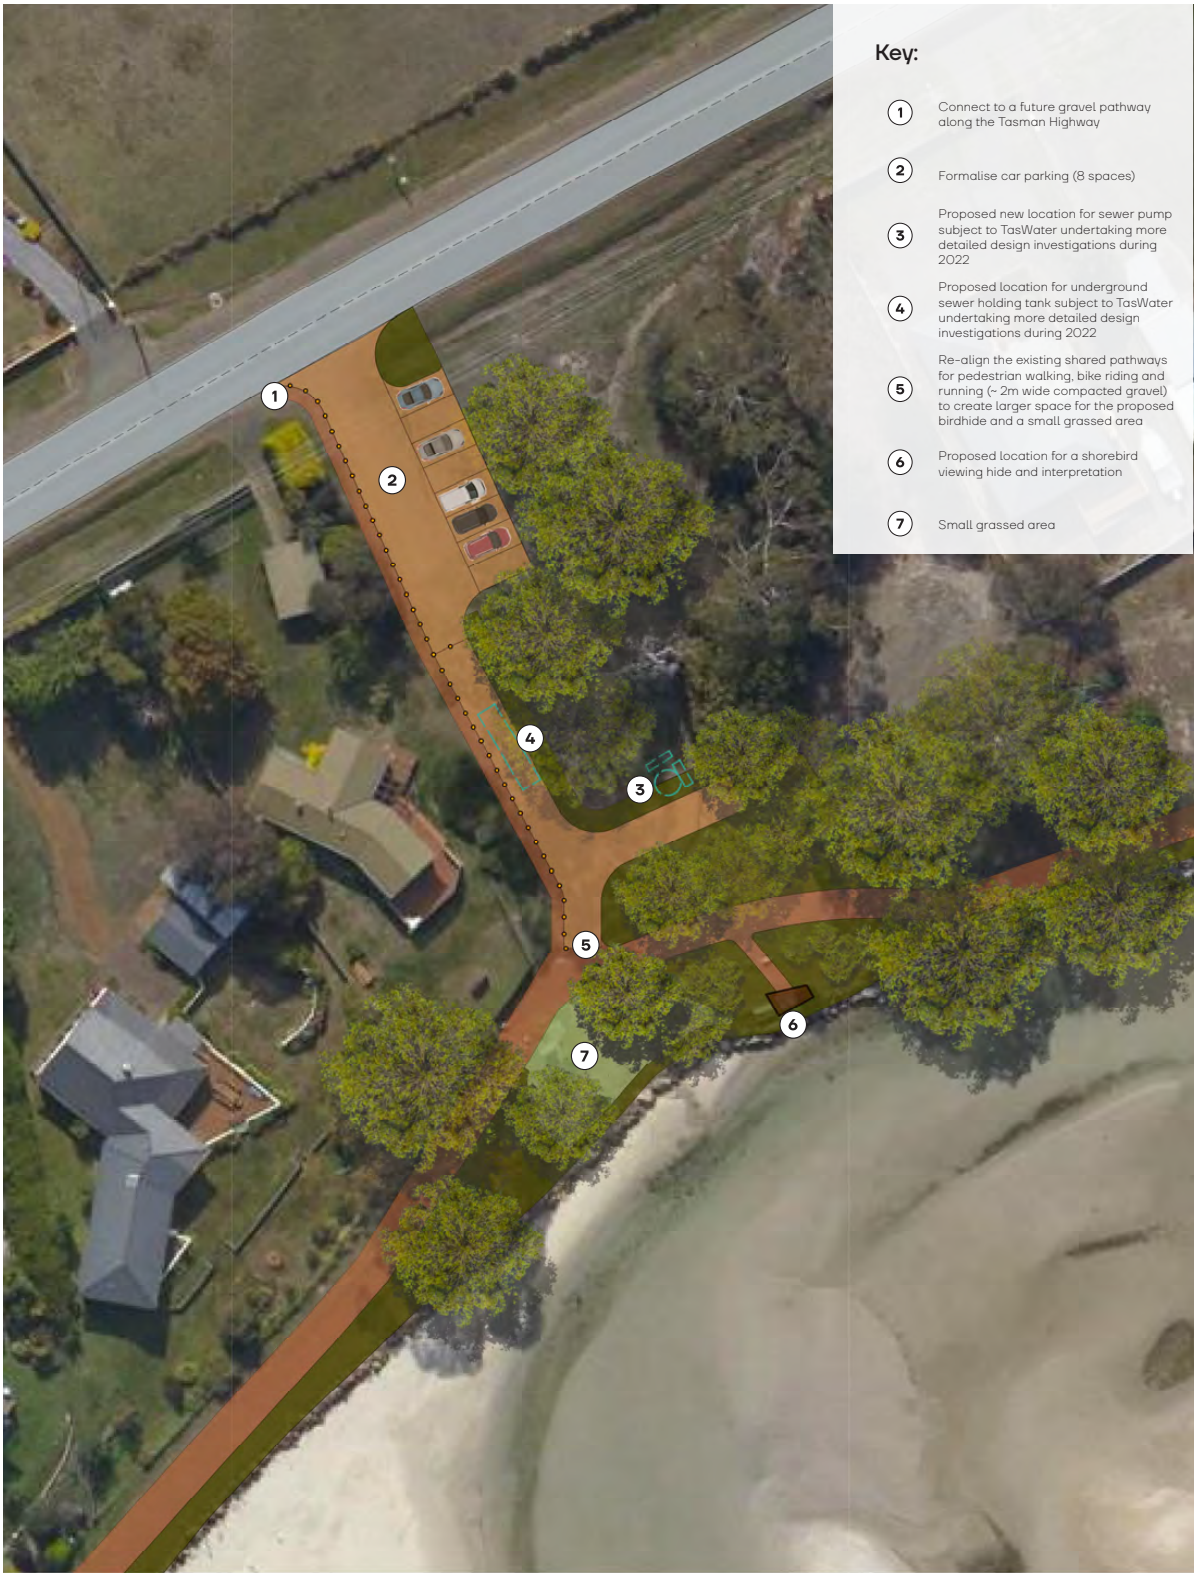 Key:
1
Connect to a future gravel pathway
along the Tasman Highway
2
Formalise car parking (8 spaces)
3
Proposed new location for sewer pump
subject to TasWater undertaking more
detailed design investigations during
2022
4
Proposed location for underground
sewer holding tank subject to TasWater
undertaking more detailed design
investigations during 2022
5
Re-align the existing shared pathways
for pedestrian walking, bike riding and
running (~ 2m wide compacted gravel)
to create larger space for the proposed
birdhide and a small grassed area
6
Proposed location for a shorebird
viewing hide and interpretation
7
Small grassed area
1
2
4
3
5
6
7